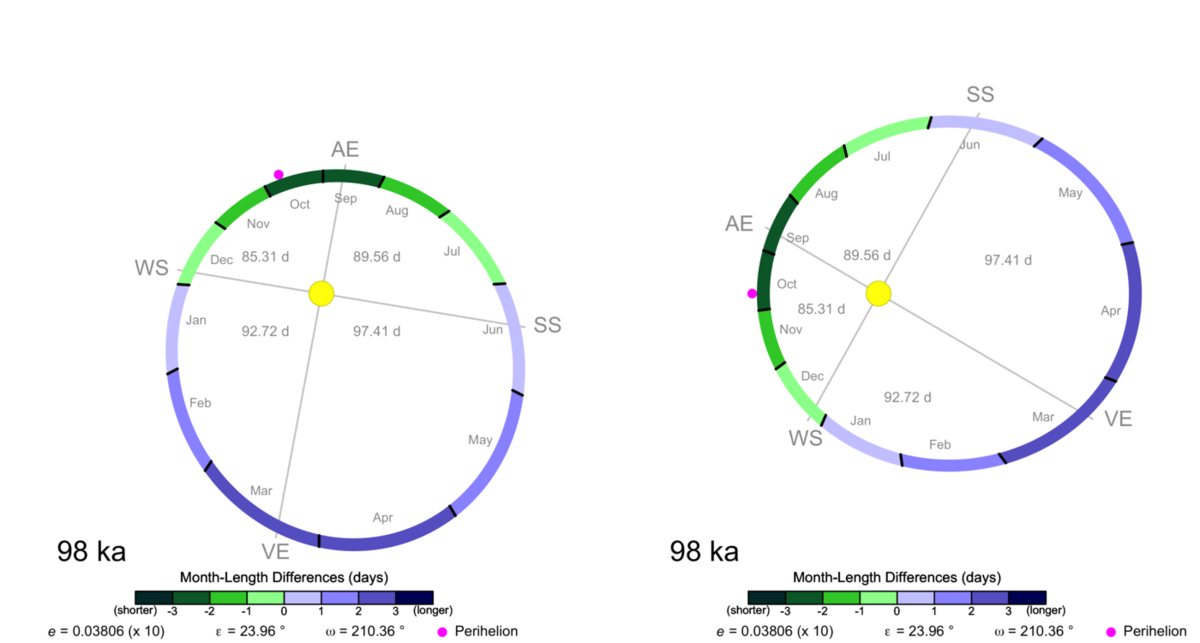 AE
Oct
Sep
Aug
Nov
Jul
WS
Dec
85.31 d
89.56 d
Jan
92.72 d
97.41 d
Jun
SS
Feb
May
Mar
Apr
VE
98 ka
Month-Length Differences (days)
(shorter) -3 -2 -1 0 1 2 3 (longer)
e = 0.03806 (x 10) ε = 23.96 ° ω = 210.36 ° Perihelion
SS
Jun
Jul
May
Aug
AE
Sep
89.56 d
97.41 d
Oct
85.31 d
Apr
Nov
Dec
92.72 d
Mar
VE
WS
Jan
Feb
98 ka
Month-Length Differences (days)
(shorter) -3 -2 -1 0 1 2 3 (longer)
e = 0.03806 (x 10) ε = 23.96 ° ω = 210.36 ° Perihelion